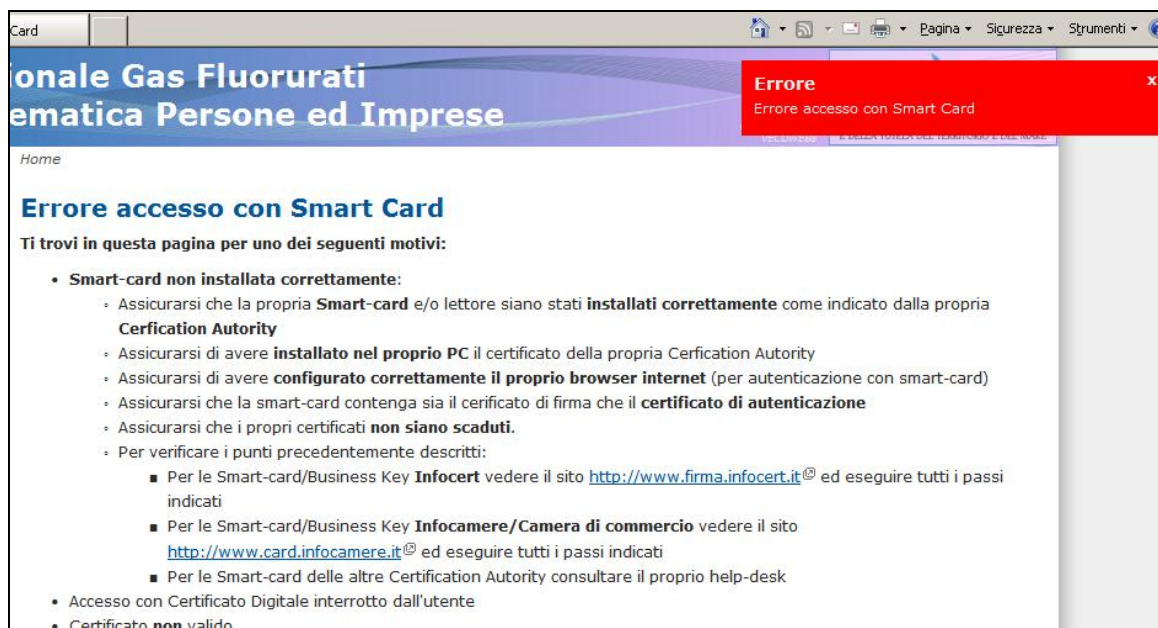 Card
Pagina Sicurezza Strumenti
ionale Gas Fluorurati
ematica Persone ed Imprese
Errore x
Errore accesso con Smart Card
E DELLA TUTELA DEL TERRITORIO E DEL MARE
Home
Errore accesso con Smart Card
Ti trovi in questa pagina per uno dei seguenti motivi:
• Smart-card non installata correttamente:
◦ Assicurarsi che la propria Smart-card e/o lettore siano stati installati correttamente come indicato dalla propria
Cerfication Autority
◦ Assicurarsi di avere installato nel proprio PC il certificato della propria Cerfication Autority
◦ Assicurarsi di avere configurato correttamente il proprio browser internet (per autenticazione con smart-card)
◦ Assicurarsi che la smart-card contenga sia il cerificato di firma che il certificato di autenticazione
◦ Assicurarsi che i propri certificati non siano scaduti.
◦ Per verificare i punti precedentemente descritti:
▪ Per le Smart-card/Business Key Infocert vedere il sito http://www.firma.infocert.it ed eseguire tutti i passi
indicati
▪ Per le Smart-card/Business Key Infocamere/Camera di commercio vedere il sito
http://www.card.infocamere.it ed eseguire tutti i passi indicati
▪ Per le Smart-card delle altre Certification Autority consultare il proprio help-desk
• Accesso con Certificato Digitale interrotto dall'utente
• Certificato non valido